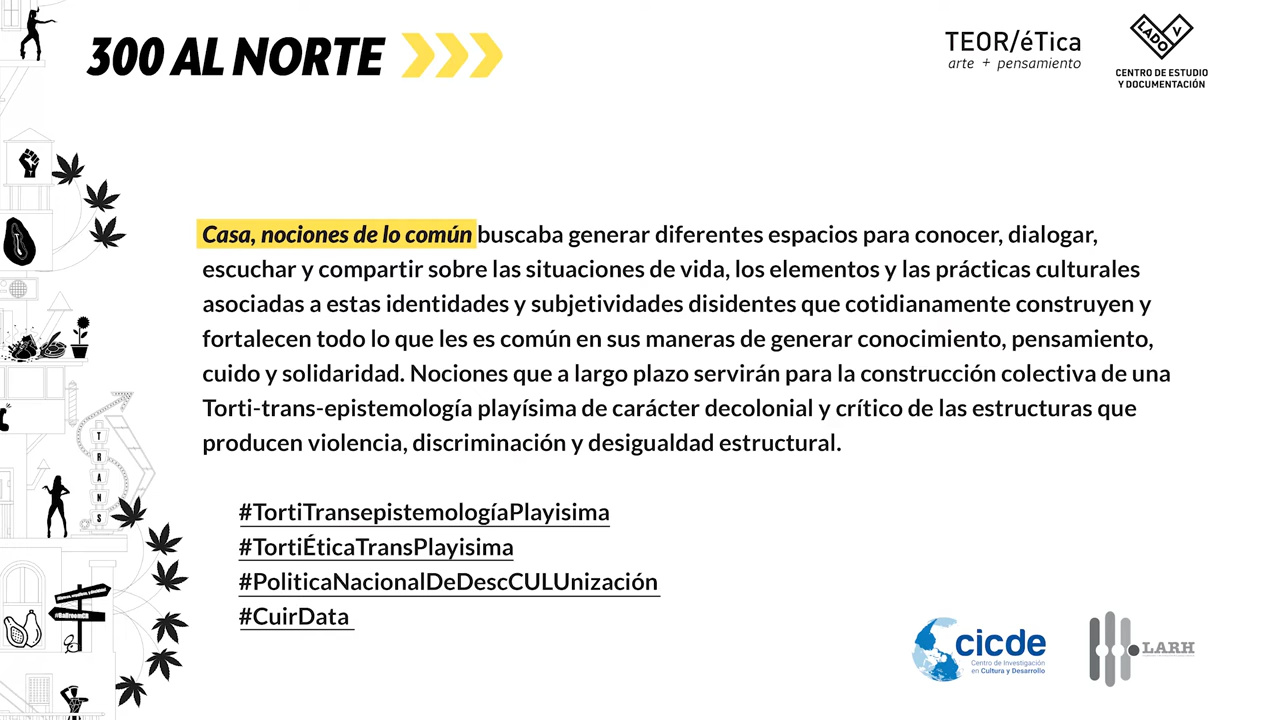 300 AL NORTE
TEOR/éTica
arte + pensamiento
LADO V
CENTRO DE ESTUDIO
Y DOCUMENTACIÓN
Casa, nociones de lo común buscaba generar diferentes espacios para conocer, dialogar,
escuchar y compartir sobre las situaciones de vida, los elementos y las prácticas culturales
asociadas a estas identidades y subjetividades disidentes que cotidianamente construyen y
fortalecen todo lo que les es común en sus maneras de generar conocimiento, pensamiento,
cuido y solidaridad. Nociones que a largo plazo servirán para la construcción colectiva de una
Torti-trans-epistemología playísima de carácter decolonial y crítico de las estructuras que
producen violencia, discriminación y desigualdad estructural.
TRANS
#TortiTransepistemologíaPlayisima
#TortiÉticaTransPlayisima
#PoliticaNacionalDeDescCULUnización
#CuirData
cicde
Centro de Investigación
en Cultura y Desarrollo
LARH